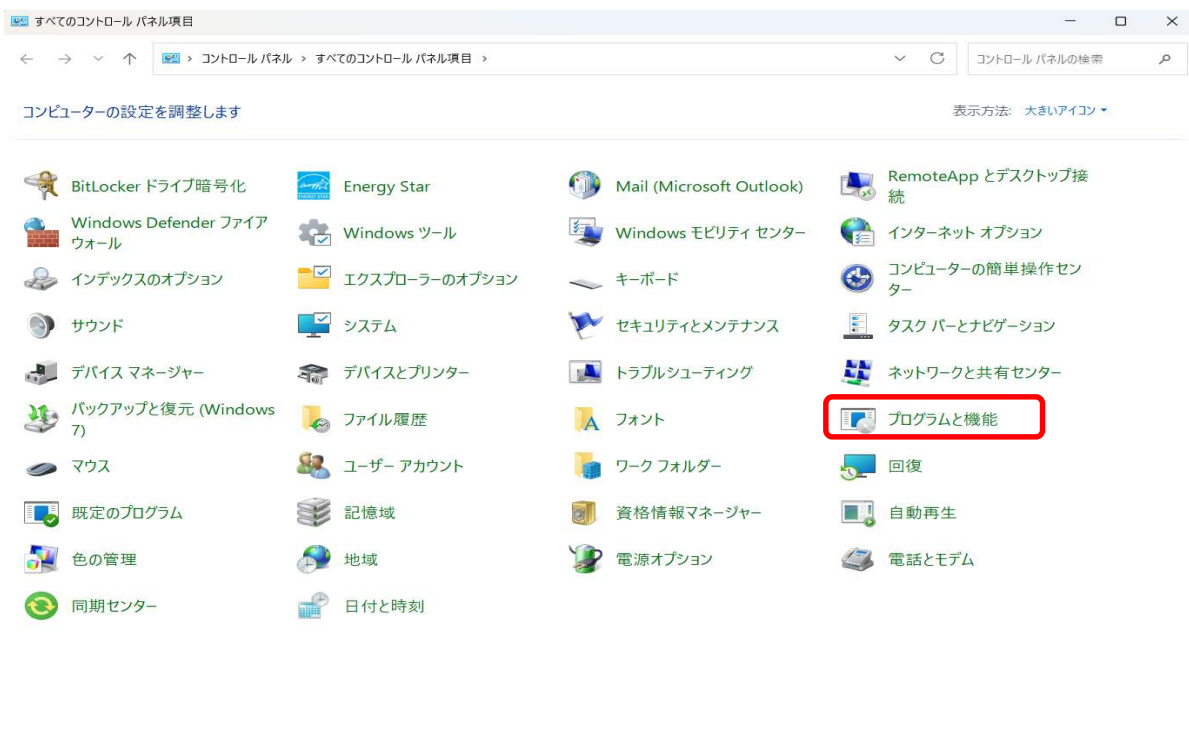 すべてのコントロール パネル項目
コントロール パネル › すべてのコントロール パネル項目 ›
コントロール パネルの検索
コンピューターの設定を調整します
表示方法: 大きいアイコン
BitLocker ドライブ暗号化
Energy Star
Mail (Microsoft Outlook)
RemoteApp とデスクトップ接
続
Windows Defender ファイア
ウォール
Windows ツール
Windows モビリティ センター
インターネット オプション
インデックスのオプション
エクスプローラーのオプション
キーボード
コンピューターの簡単操作セン
ター
サウンド
システム
セキュリティとメンテナンス
タスク バーとナビゲーション
デバイス マネージャー
デバイスとプリンター
トラブルシューティング
ネットワークと共有センター
バックアップと復元 (Windows
7)
ファイル履歴
フォント
プログラムと機能
マウス
ユーザー アカウント
ワーク フォルダー
回復
既定のプログラム
記憶域
資格情報マネージャー
自動再生
色の管理
地域
電源オプション
電話とモデム
同期センター
日付と時刻